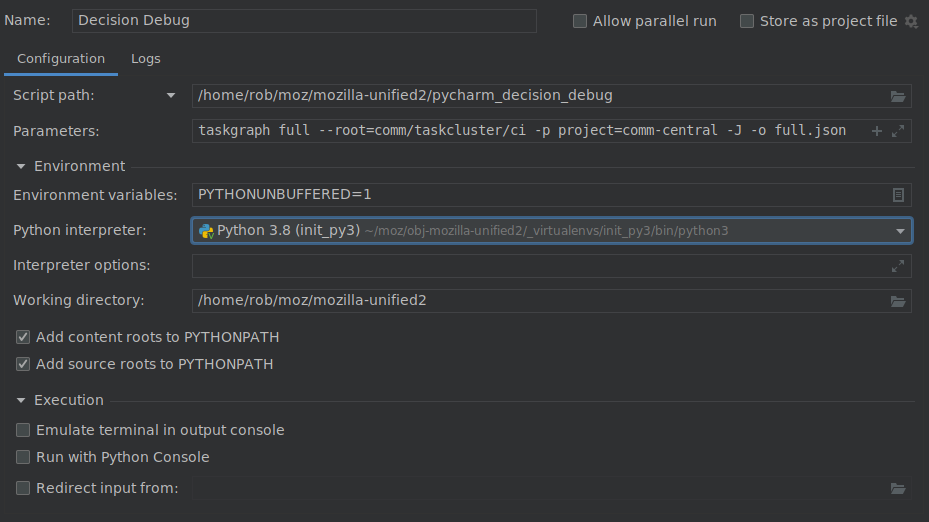 Name: Decision Debug Allow parallel run Store as project file
Configuration Logs
Script path: /home/rob/moz/mozilla-unified2/pycharm_decision_debug
Parameters: taskgraph full --root=comm/taskcluster/ci -p project=comm-central -J -o full.json
Environment
Environment variables: PYTHONUNBUFFERED=1
Python interpreter: Python 3.8 (init_py3) ~/moz/obj-mozilla-unified2/_virtualenvs/init_py3/bin/python3
Interpreter options:
Working directory: /home/rob/moz/mozilla-unified2
Add content roots to PYTHONPATH
Add source roots to PYTHONPATH
Execution
Emulate terminal in output console
Run with Python Console
Redirect input from: